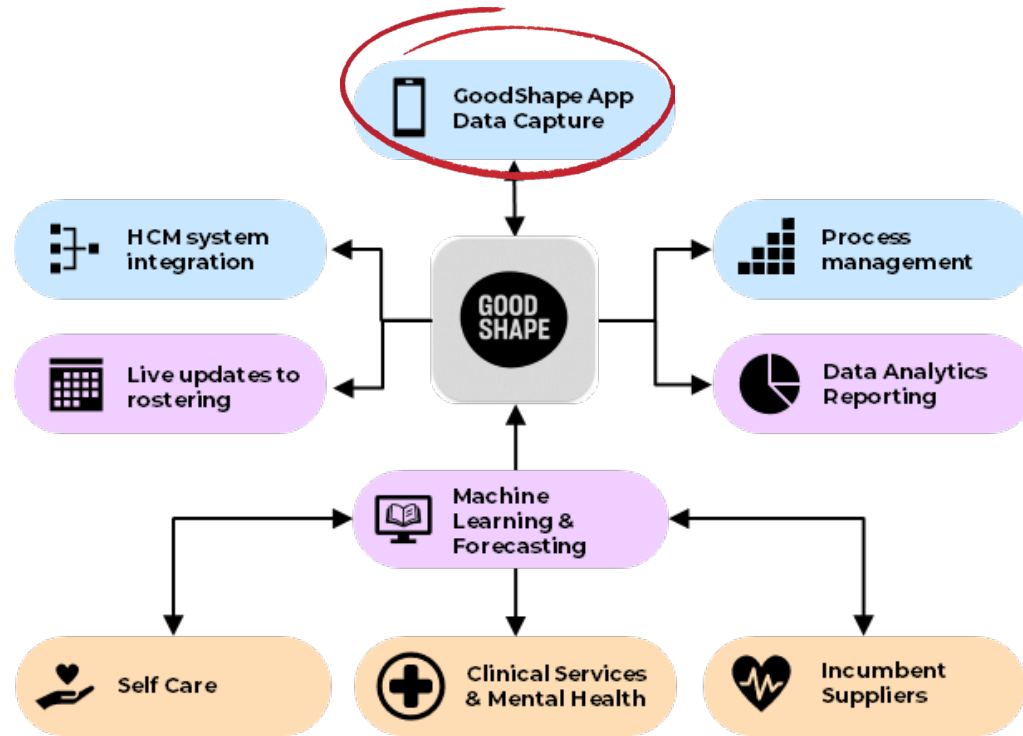 GoodShape App
Data Capture
HCM system
integration
Process
management
GOOD
SHAPE
Live updates to
rostering
Data Analytics
Reporting
Machine
Learning &
Forecasting
Self Care
Clinical Services
& Mental Health
Incumbent
Suppliers